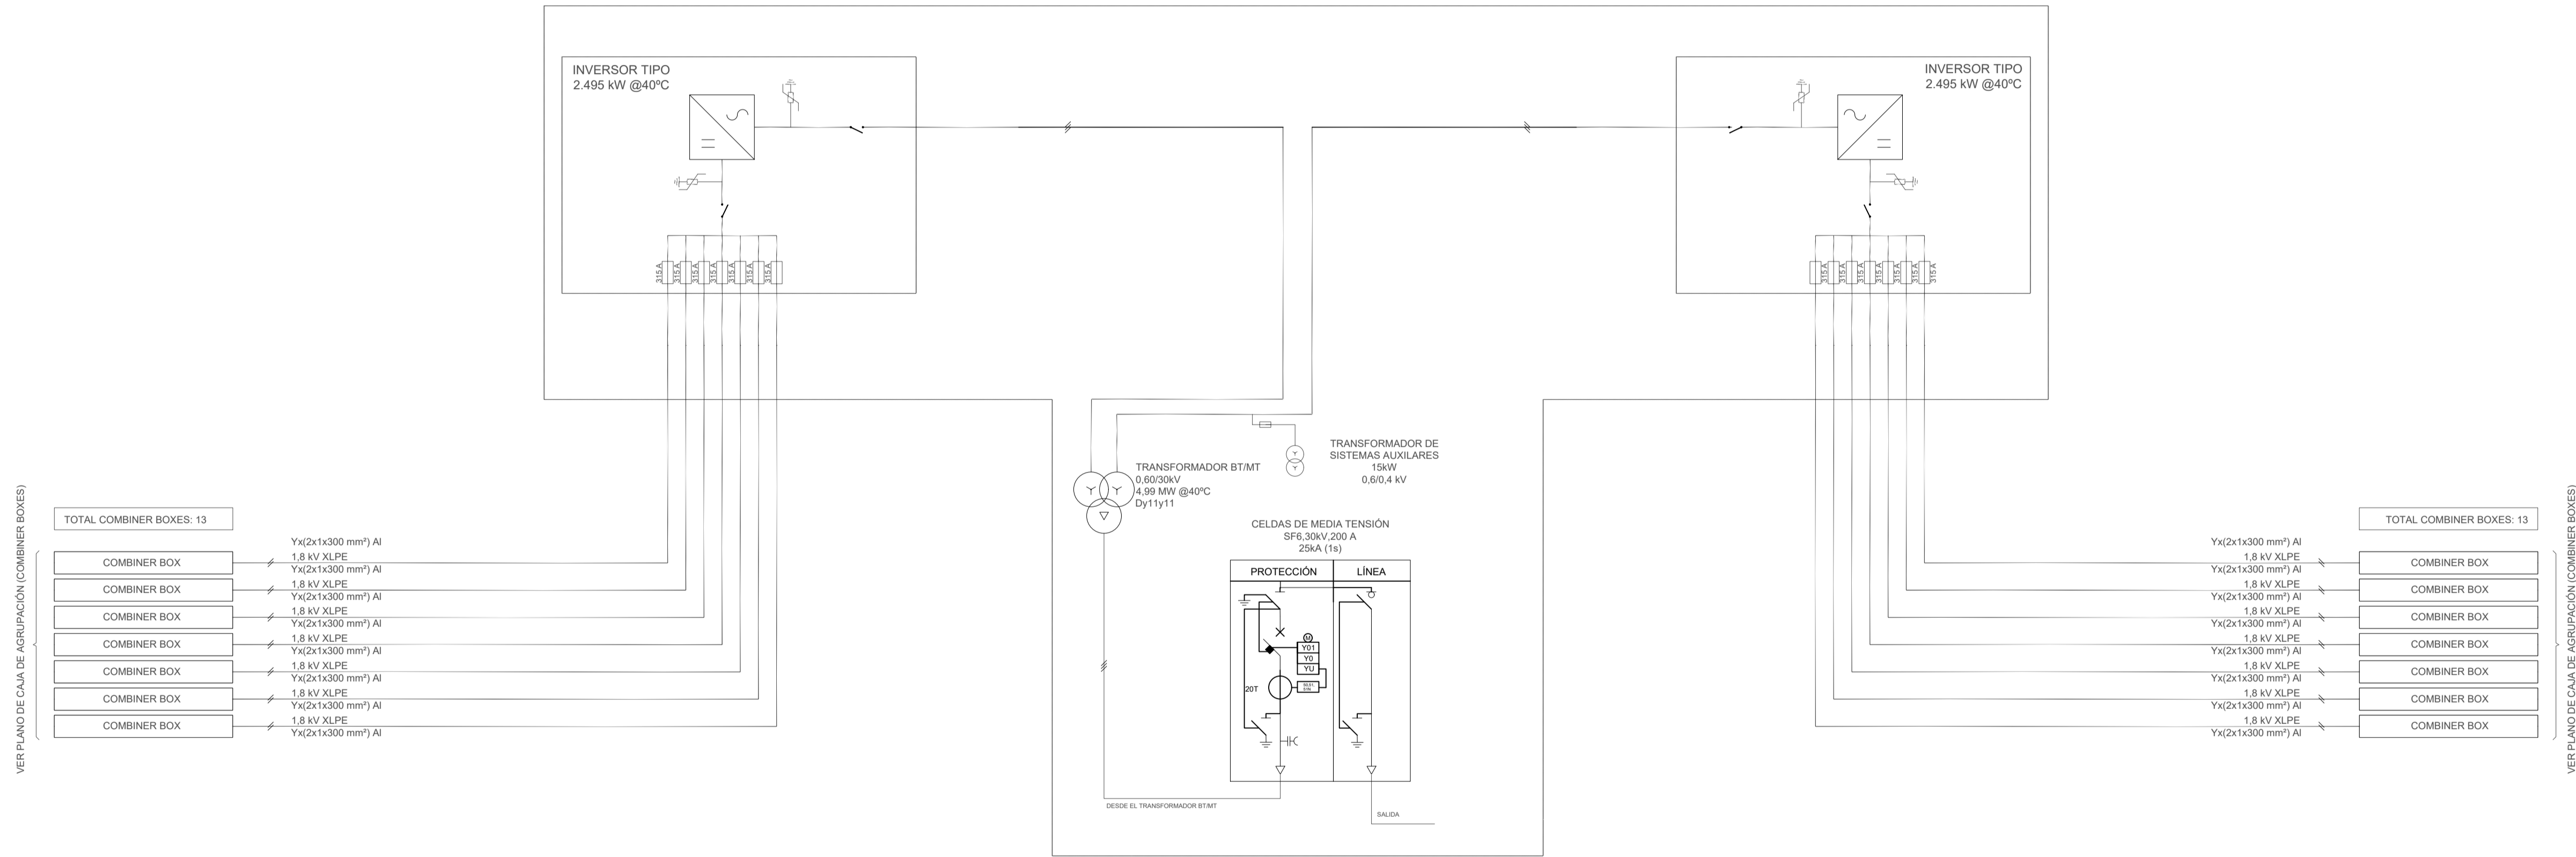 INVERSOR TIPO
2.495 kW @40ºC
315 A
315 A
315 A
315 A
315 A
315 A
315 A
INVERSOR TIPO
2.495 kW @40ºC
315 A
315 A
315 A
315 A
315 A
315 A
315 A
VER PLANO DE CAJA DE AGRUPACIÓN (COMBINER BOXES)
TOTAL COMBINER BOXES: 13
COMBINER BOX
COMBINER BOX
COMBINER BOX
COMBINER BOX
COMBINER BOX
COMBINER BOX
COMBINER BOX
Yx(2x1x300 mm²) Al
1,8 kV XLPE
Yx(2x1x300 mm²) Al
1,8 kV XLPE
Yx(2x1x300 mm²) Al
1,8 kV XLPE
Yx(2x1x300 mm²) Al
1,8 kV XLPE
Yx(2x1x300 mm²) Al
1,8 kV XLPE
Yx(2x1x300 mm²) Al
1,8 kV XLPE
Yx(2x1x300 mm²) Al
1,8 kV XLPE
Yx(2x1x300 mm²) Al
TRANSFORMADOR BT/MT
0,60/30kV
4,99 MW @40ºC
Dy11y11
TRANSFORMADOR DE
SISTEMAS AUXILARES
15kW
0,6/0,4 kV
Y
Y
CELDAS DE MEDIA TENSIÓN
SF6,30kV,200 A
25kA (1s)
PROTECCIÓN
LÍNEA
M
Y01
Y0
YU
20T
DESDE EL TRANSFORMADOR BT/MT
SALIDA
Yx(2x1x300 mm²) Al
1,8 kV XLPE
Yx(2x1x300 mm²) Al
1,8 kV XLPE
Yx(2x1x300 mm²) Al
1,8 kV XLPE
Yx(2x1x300 mm²) Al
1,8 kV XLPE
Yx(2x1x300 mm²) Al
1,8 kV XLPE
Yx(2x1x300 mm²) Al
1,8 kV XLPE
Yx(2x1x300 mm²) Al
1,8 kV XLPE
Yx(2x1x300 mm²) Al
TOTAL COMBINER BOXES: 13
COMBINER BOX
COMBINER BOX
COMBINER BOX
COMBINER BOX
COMBINER BOX
COMBINER BOX
COMBINER BOX
VER PLANO DE CAJA DE AGRUPACIÓN (COMBINER BOXES)